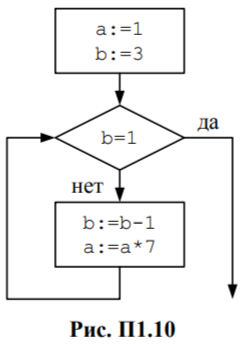 a:=1
b:=3
b=1
да
нет
b:=b-1
a:=a*7
Рис. П1.10